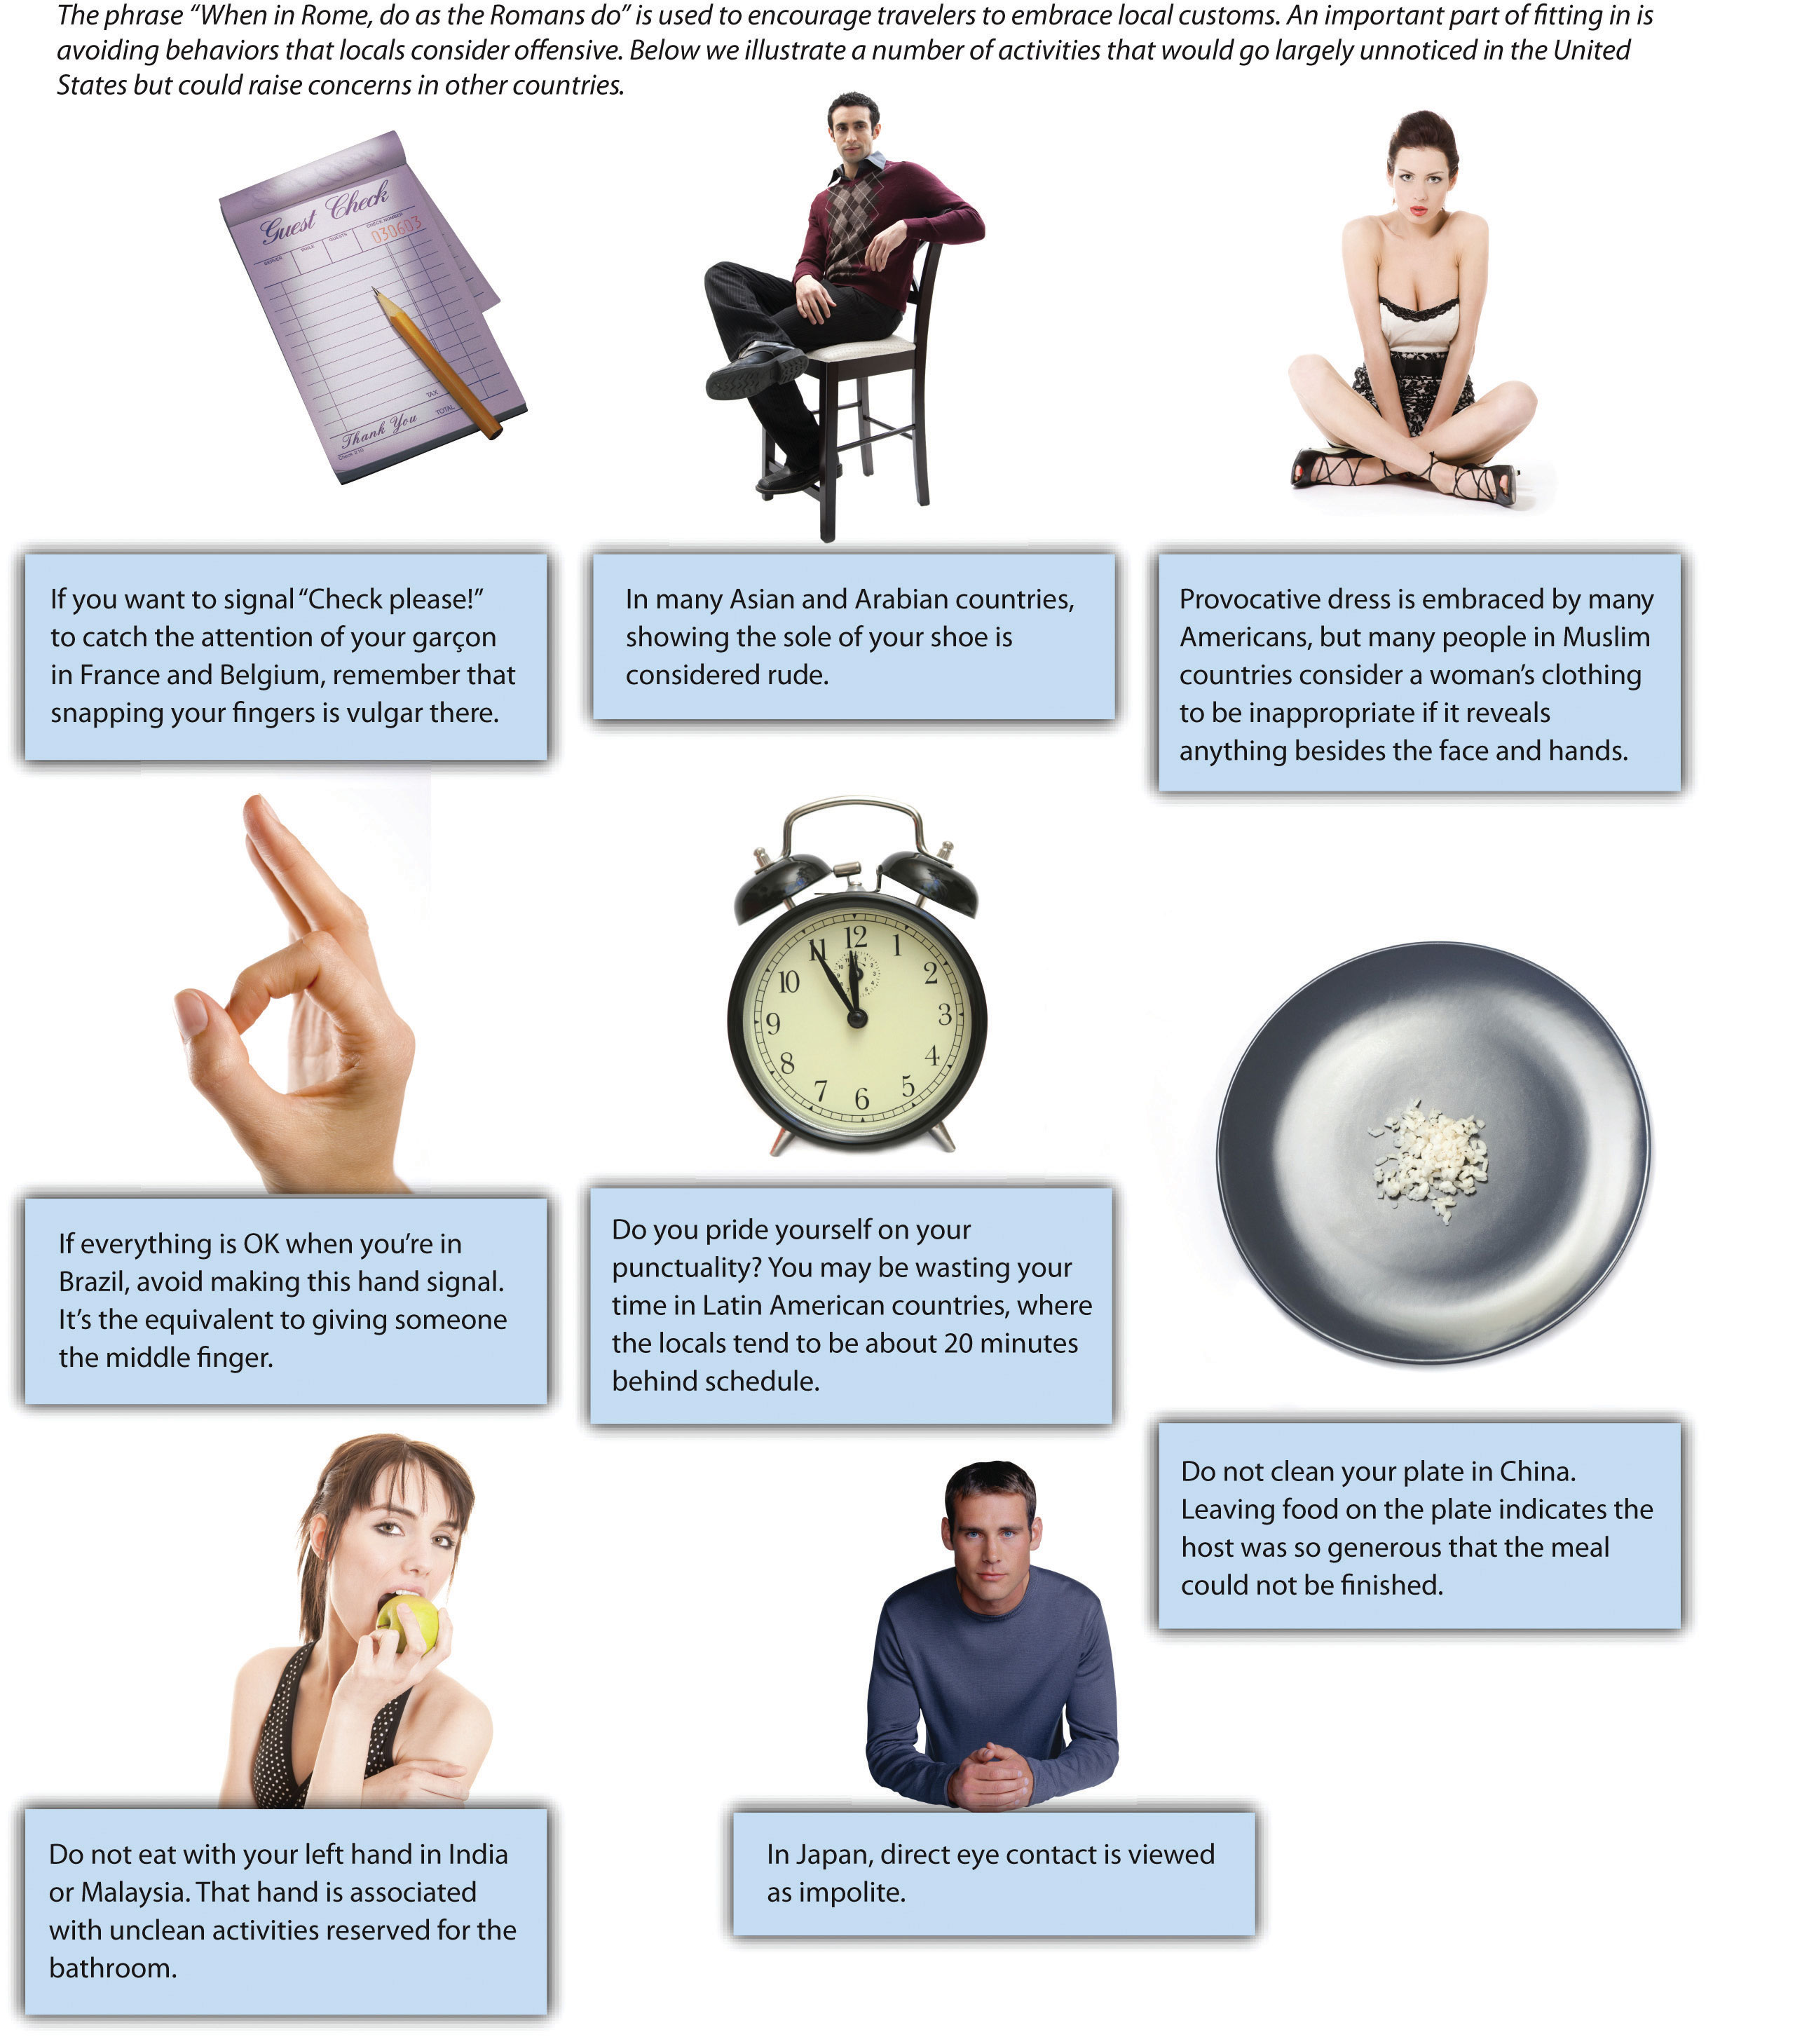 The phrase “When in Rome, do as the Romans do” is used to encourage travelers to embrace local customs. An important part of fitting in is
avoiding behaviors that locals consider offensive. Below we illustrate a number of activities that would go largely unnoticed in the United
States but could raise concerns in other countries.
Guest Check
SERVER TABLE GUESTS CHECK NUMBER
030603
TAX
TOTAL
Thank You
If you want to signal “Check please!”
to catch the attention of your garçon
in France and Belgium, remember that
snapping your fingers is vulgar there.
In many Asian and Arabian countries,
showing the sole of your shoe is
considered rude.
Provocative dress is embraced by many
Americans, but many people in Muslim
countries consider a woman’s clothing
to be inappropriate if it reveals
anything besides the face and hands.
12
1
2
3
4
5
6
7
8
9
10
11
If everything is OK when you’re in
Brazil, avoid making this hand signal.
It’s the equivalent to giving someone
the middle finger.
Do you pride yourself on your
punctuality? You may be wasting your
time in Latin American countries, where
the locals tend to be about 20 minutes
behind schedule.
Do not clean your plate in China.
Leaving food on the plate indicates the
host was so generous that the meal
could not be finished.
Do not eat with your left hand in India
or Malaysia. That hand is associated
with unclean activities reserved for the
bathroom.
In Japan, direct eye contact is viewed
as impolite.